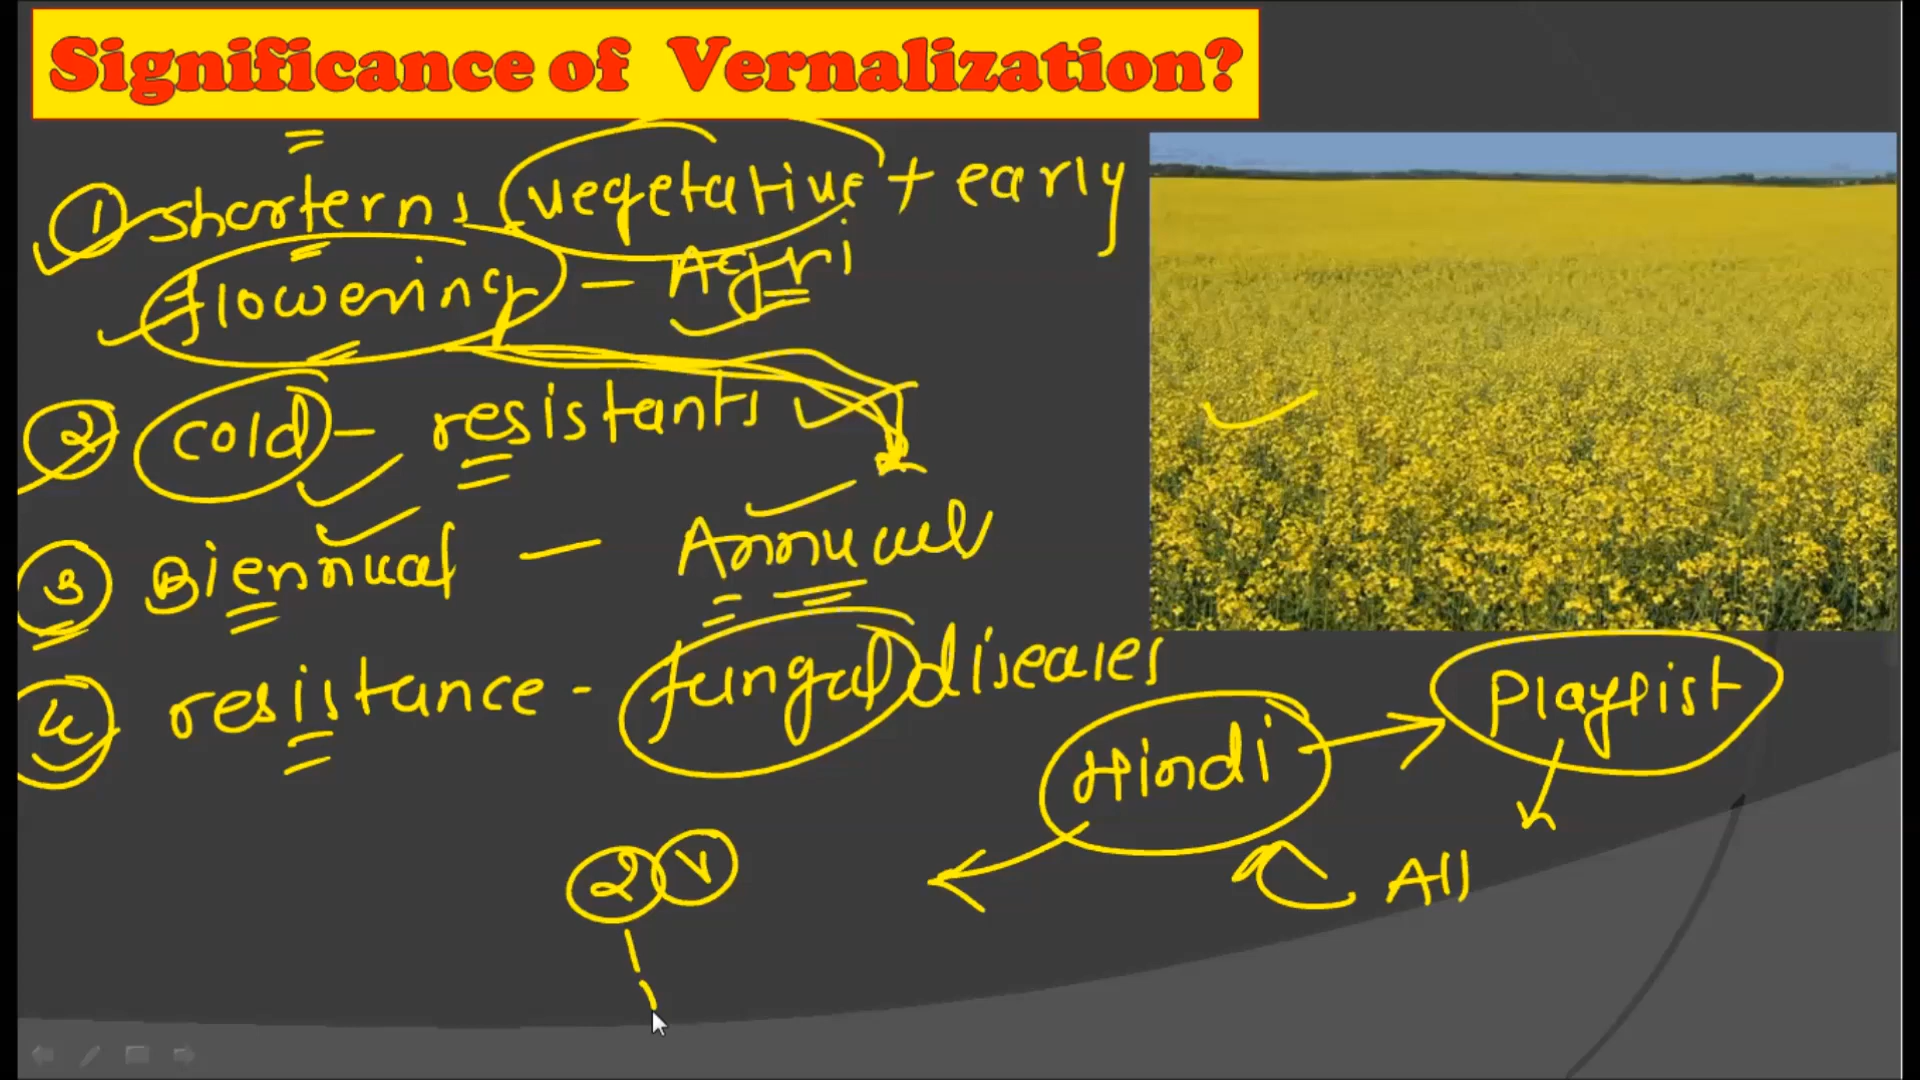 Significance of Vernalization?
1 shorterns vegetative + early
flowering - Agri
2 cold - resistants
3 Biennual - Annual
4 resistance - fungal diseases
Hindi → Playlist
2 V
All